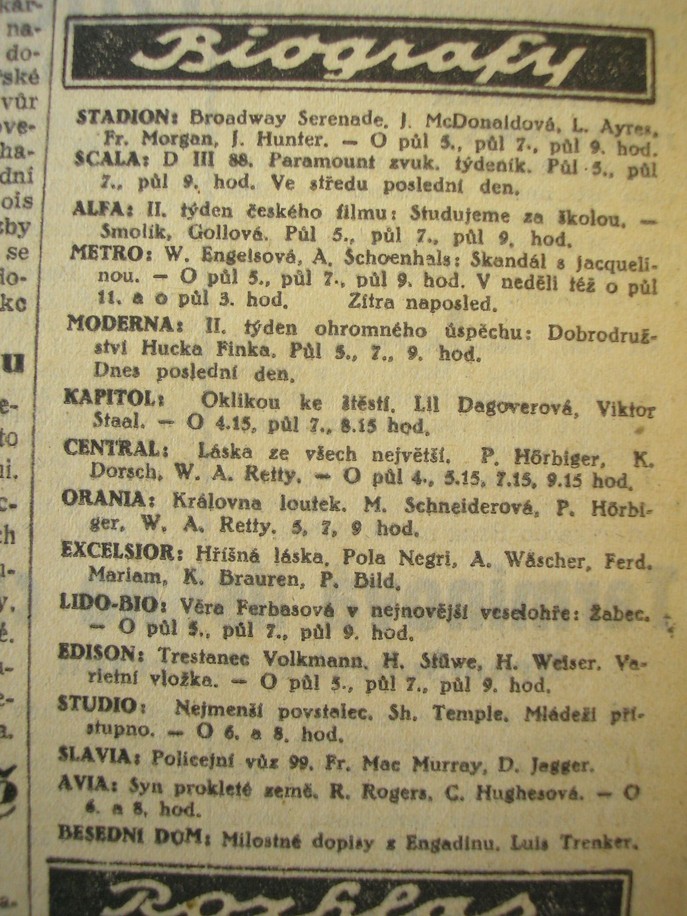 Biografy
STADION: Broadway Serenade, J. McDonaldová, L. Ayres,
Fr. Morgan, J. Hunter. — O půl 5., půl 7., půl 9. hod.
SCALA: D III 88. Paramount zvuk. týdeník. Půl 5., půl
7., půl 9. hod. Ve středu poslední den.
ALFA: II. týden českého filmu: Studujeme za školou. —
Smolík, Gollová. Půl 5., půl 7., půl 9. hod.
METRO: W. Engelsová, A. Schoenhals: Skandál s Jacqueli-
nou. — O půl 5., půl 7., půl 9. hod. V neděli též o půl
11. a o půl 3. hod. Zítra naposled.
MODERNA: II. týden ohromného úspěchu: Dobrodruž-
ství Hucka Finka. Půl 5., 7., 9. hod.
Dnes poslední den.
KAPITOL: Oklikou ke štěstí. Lil Dagoverová, Viktor
Staal. — O 4.15, půl 7., 8.15 hod.
CENTRAL: Láska ze všech největší. P. Hörbiger, K.
Dorsch, W. A. Retty. — O půl 4., 5.15, 7.15, 9.15 hod.
ORANIA: Královna loutek. M. Schneiderová, P. Hörbi-
ger, W. A. Retty. 5, 7, 9 hod.
EXCELSIOR: Hříšná láska, Pola Negri, A. Wäscher, Ferd.
Mariam, K. Brauren, P. Bild.
LIDO-BIO: Věra Ferbasová v nejnovější veselohře: Žabec.
— O půl 5., půl 7., půl 9. hod.
EDISON: Trestanec Volkmann. H. Stüwe, H. Weiser. Va-
rietní vložka. — O půl 5., půl 7., půl 9. hod.
STUDIO: Nejmenší povstalec. Sh. Temple. Mládeži pří-
stupno. — O 6. a 8. hod.
SLAVIA: Policejní vůz 99. Fr. Mac Murray, D. Jagger.
AVIA: Syn prokleté země. R. Rogers, C. Hughesová. — O
6. a 8. hod.
BESEDNÍ DŮM: Milostné dopisy z Engadinu. Luis Trenker.
Rozhlas